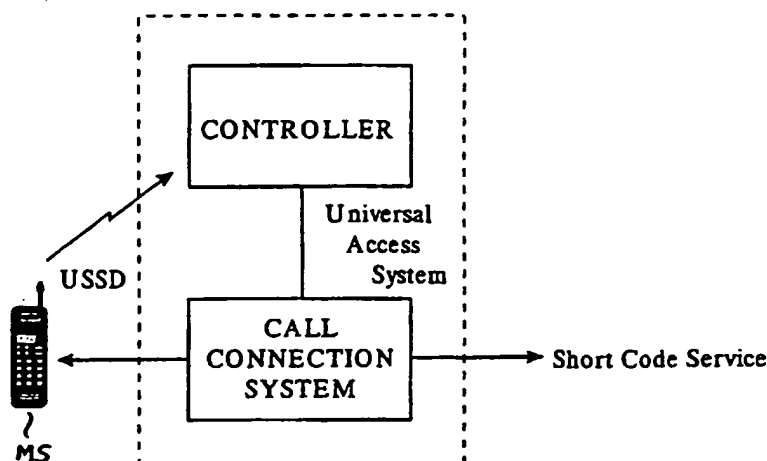 CONTROLLER
Universal
Access
System
USSD
CALL
CONNECTION
SYSTEM
Short Code Service
MS